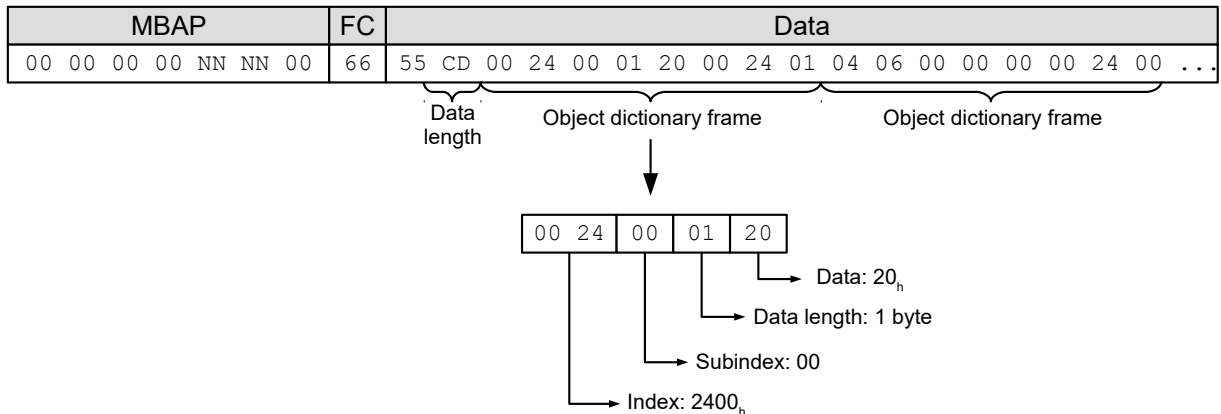 MBAP FC Data
00 00 00 00 NN NN 00 66 55 CD 00 24 00 01 20 00 24 01 04 06 00 00 00 00 24 00 ...
Data length Object dictionary frame Object dictionary frame
00 24 00 01 20
Data: 20h
Data length: 1 byte
Subindex: 00
Index: 2400h